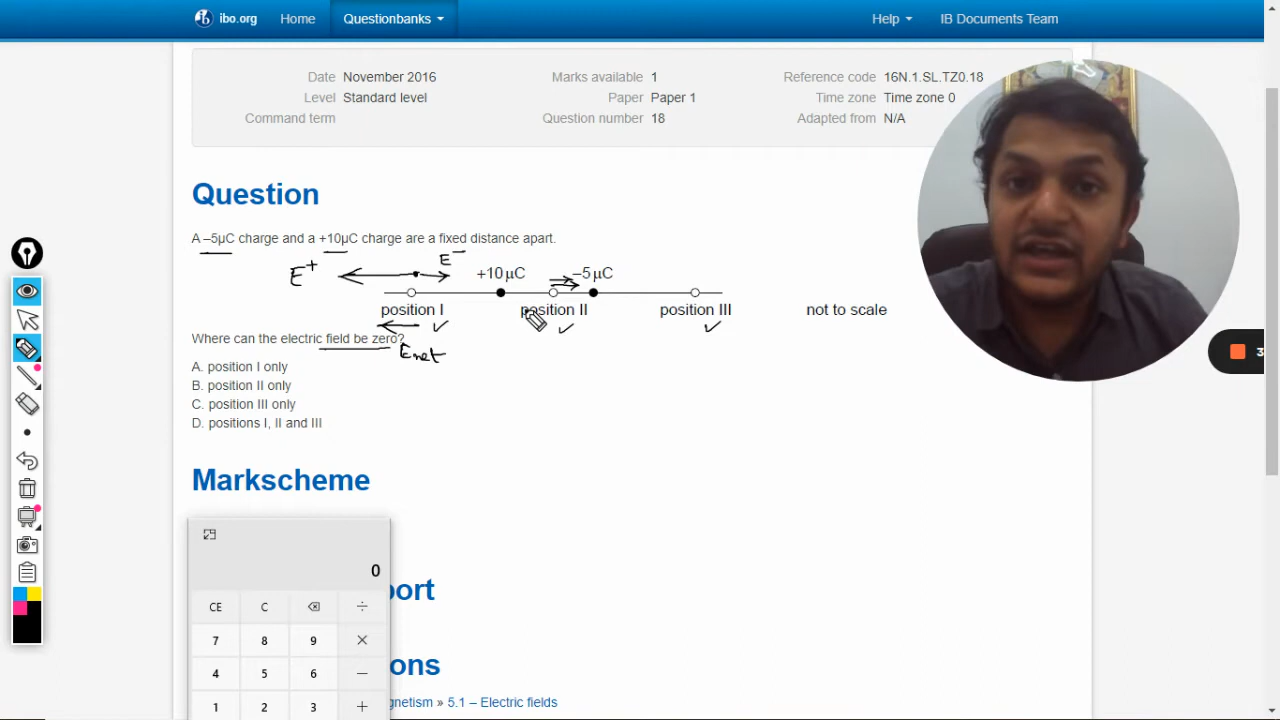 ibo.org Home Questionbanks Help IB Documents Team
Date November 2016 Marks available 1 Reference code 16N.1.SL.TZ0.18
Level Standard level Paper Paper 1 Time zone Time zone 0
Command term Question number 18 Adapted from N/A
Question
A –5μC charge and a +10μC charge are a fixed distance apart.
E⁻
E⁺ +10 μC –5 μC
position I position II position III not to scale
Where can the electric field be zero?
Enet
A. position I only
B. position II only
C. position III only
D. positions I, II and III
Markscheme
0
port
CE C ÷
7 8 9 ×
ons
4 5 6 −
gnetism » 5.1 – Electric fields
1 2 3 +
3